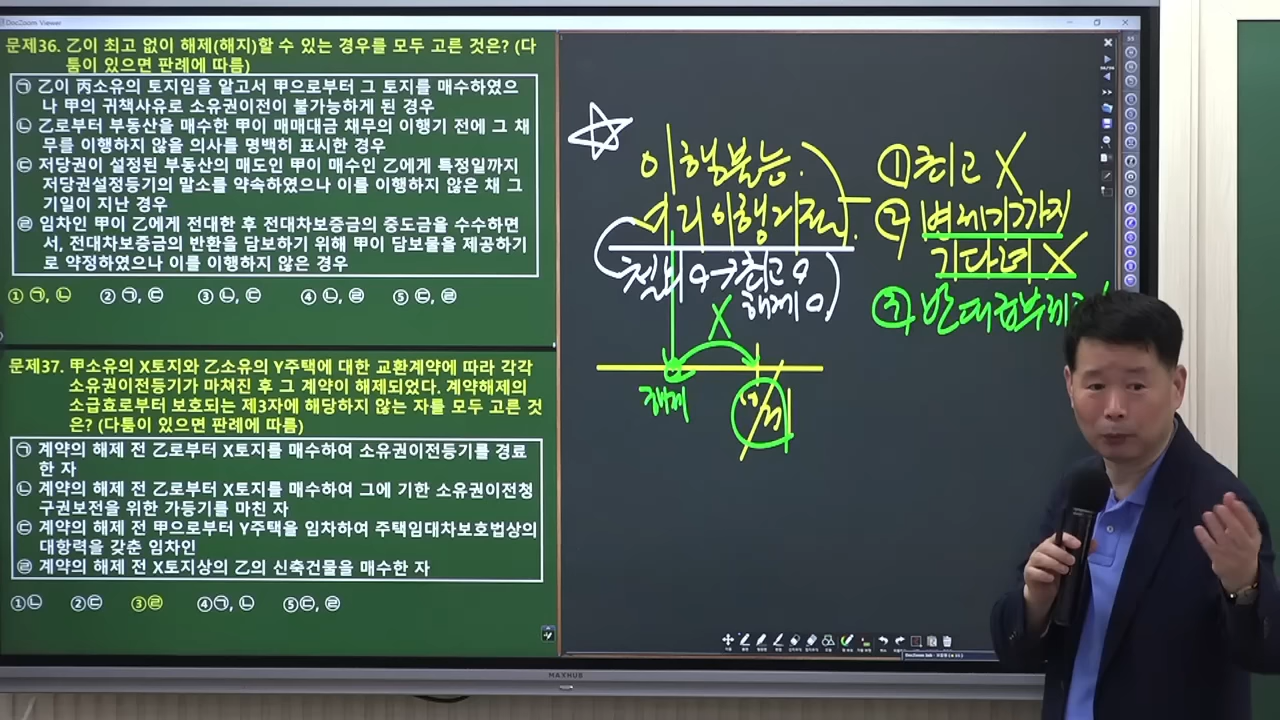 DocZoom Viewer
문제36. 乙이 최고 없이 해제(해지)할 수 있는 경우를 모두 고른 것은? (다
툼이 있으면 판례에 따름)
㉠ 乙이 丙소유의 토지임을 알고서 甲으로부터 그 토지를 매수하였으
나 甲의 귀책사유로 소유권이전이 불가능하게 된 경우
㉡ 乙로부터 부동산을 매수한 甲이 매매대금 채무의 이행기 전에 그 채
무를 이행하지 않을 의사를 명백히 표시한 경우
㉢ 저당권이 설정된 부동산의 매도인 甲이 매수인 乙에게 특정일까지
저당권설정등기의 말소를 약속하였으나 이를 이행하지 않은 채 그
기일이 지난 경우
㉣ 임차인 甲이 乙에게 전대한 후 전대차보증금의 중도금을 수수하면
서, 전대차보증금의 반환을 담보하기 위해 甲이 담보물을 제공하기
로 약정하였으나 이를 이행하지 않은 경우
① ㉠, ㉡ ② ㉠, ㉢ ③ ㉡, ㉢ ④ ㉡, ㉣ ⑤ ㉢, ㉣
문제37. 甲소유의 X토지와 乙소유의 Y주택에 대한 교환계약에 따라 각각
소유권이전등기가 마쳐진 후 그 계약이 해제되었다. 계약해제의
소급효로부터 보호되는 제3자에 해당하지 않는 자를 모두 고른 것
은? (다툼이 있으면 판례에 따름)
㉠ 계약의 해제 전 乙로부터 X토지를 매수하여 소유권이전등기를 경료
한 자
㉡ 계약의 해제 전 乙로부터 X토지를 매수하여 그에 기한 소유권이전청
구권보전을 위한 가등기를 마친 자
㉢ 계약의 해제 전 甲으로부터 Y주택을 임차하여 주택임대차보호법상의
대항력을 갖춘 임차인
㉣ 계약의 해제 전 X토지상의 乙의 신축건물을 매수한 자
①㉡ ②㉢ ③㉣ ④㉠, ㉡ ⑤㉢, ㉣
이행불능.
이행거절.
최고 O
해제 O
X
해제
① 최고 X
② 변제기까지
기다려 X
③ 반대급부제
MAXHUB